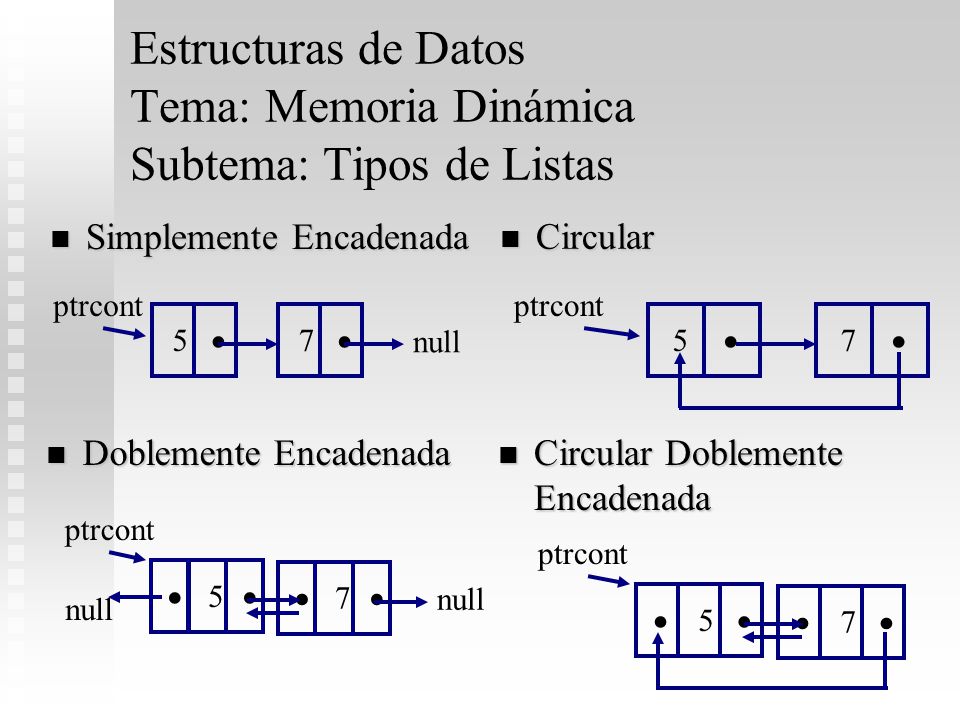 Estructuras de Datos
Tema: Memoria Dinámica
Subtema: Tipos de Listas
Simplemente Encadenada
ptrcont
5 7 null
Circular
ptrcont
5 7
Doblemente Encadenada
ptrcont
5 7 null
null
Circular Doblemente
Encadenada
ptrcont
5 7